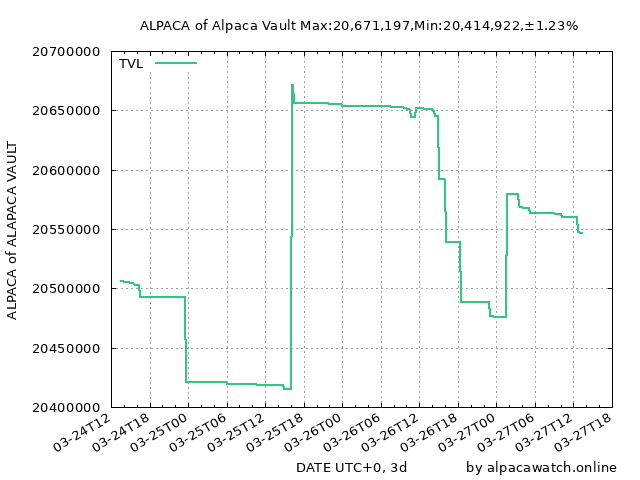 ALPACA of Alpaca Vault Max:20,671,197,Min:20,414,922,±1.23%
TVL
ALPACA of ALAPACA VAULT
20700000
20650000
20600000
20550000
20500000
20450000
20400000
03-24T12
03-24T18
03-25T00
03-25T06
03-25T12
03-25T18
03-26T00
03-26T06
03-26T12
03-26T18
03-27T00
03-27T06
03-27T12
03-27T18
DATE UTC+0, 3d
by alpacawatch.online